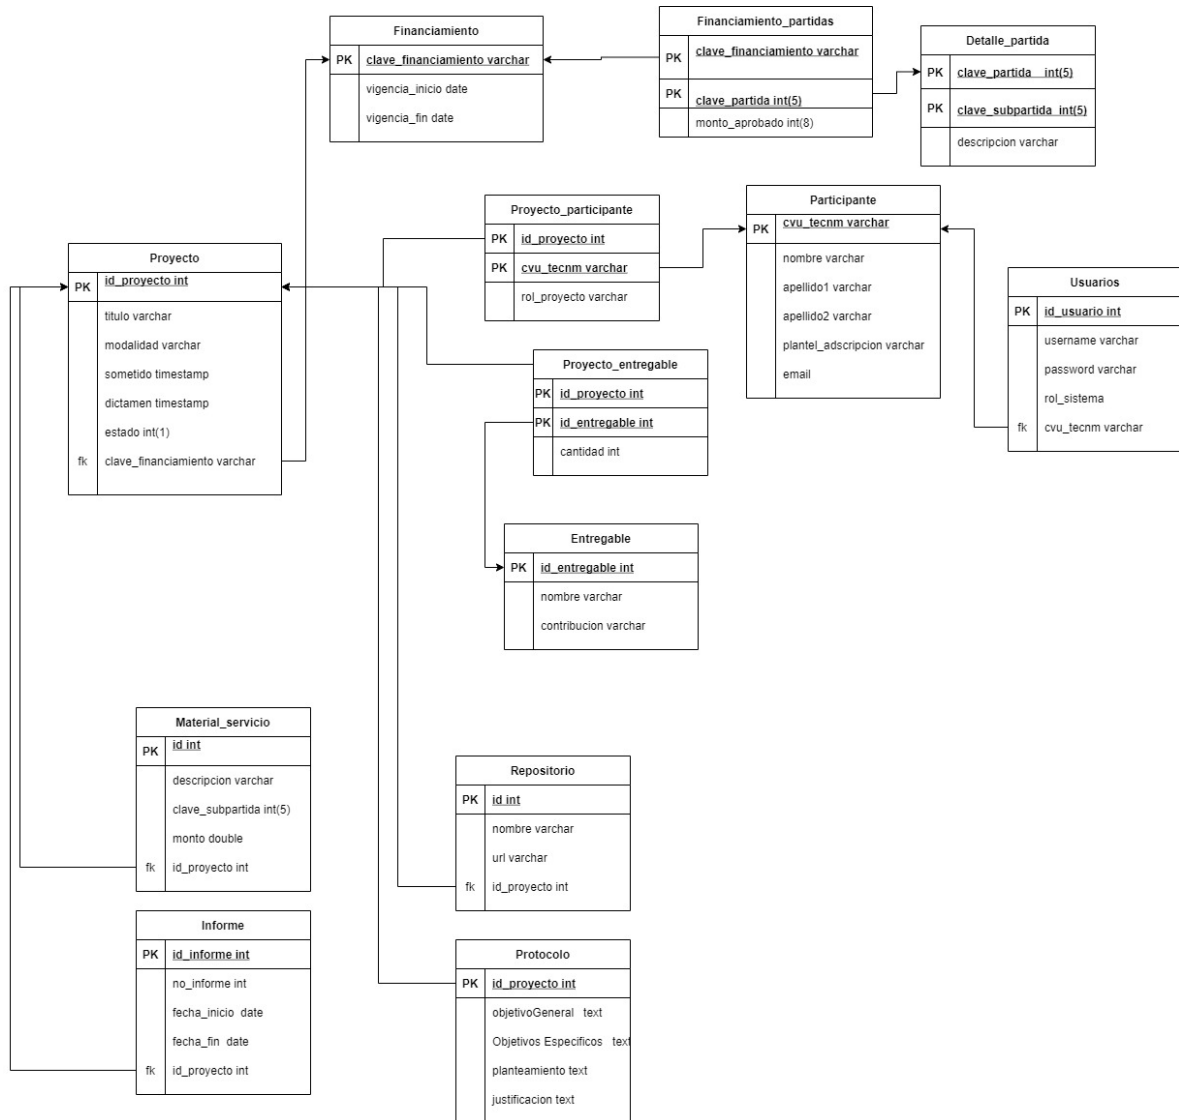 Financiamiento
PK clave_financiamiento varchar
vigencia_inicio date
vigencia_fin date
Financiamiento_partidas
PK clave_financiamiento varchar
PK clave_partida int(5)
monto_aprobado int(8)
Detalle_partida
PK clave_partida int(5)
PK clave_subpartida int(5)
descripcion varchar
Proyecto_participante
PK id_proyecto int
PK cvu_tecnm varchar
rol_proyecto varchar
Participante
PK cvu_tecnm varchar
nombre varchar
apellido1 varchar
apellido2 varchar
plantel_adscripcion varchar
email
Usuarios
PK id_usuario int
username varchar
password varchar
rol_sistema
fk cvu_tecnm varchar
Proyecto
PK id_proyecto int
titulo varchar
modalidad varchar
sometido timestamp
dictamen timestamp
estado int(1)
fk clave_financiamiento varchar
Proyecto_entregable
PK id_proyecto int
PK id_entregable int
cantidad int
Entregable
PK id_entregable int
nombre varchar
contribucion varchar
Material_servicio
PK id int
descripcion varchar
clave_subpartida int(5)
monto double
fk id_proyecto int
Repositorio
PK id int
nombre varchar
url varchar
fk id_proyecto int
Informe
PK id_informe int
no_informe int
fecha_inicio date
fecha_fin date
fk id_proyecto int
Protocolo
PK id_proyecto int
objetivoGeneral text
Objetivos Especificos text
planteamiento text
justificacion text